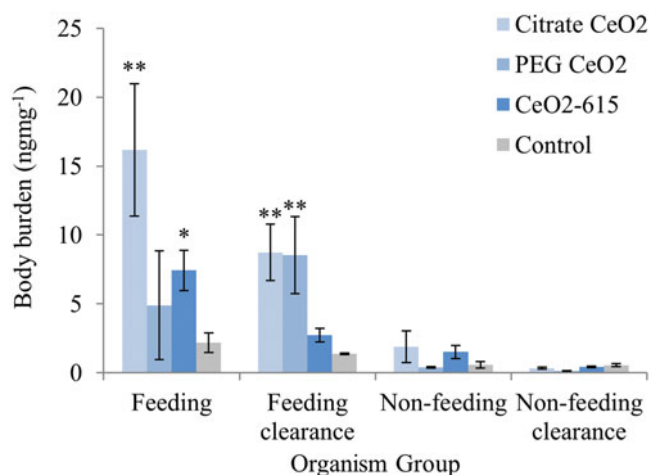 25
20
15
10
5
0
Body burden (ngmg-1)
**
*
** **
Citrate CeO2
PEG CeO2
CeO2-615
Control
Feeding
Feeding clearance
Non-feeding
Non-feeding clearance
Organism Group